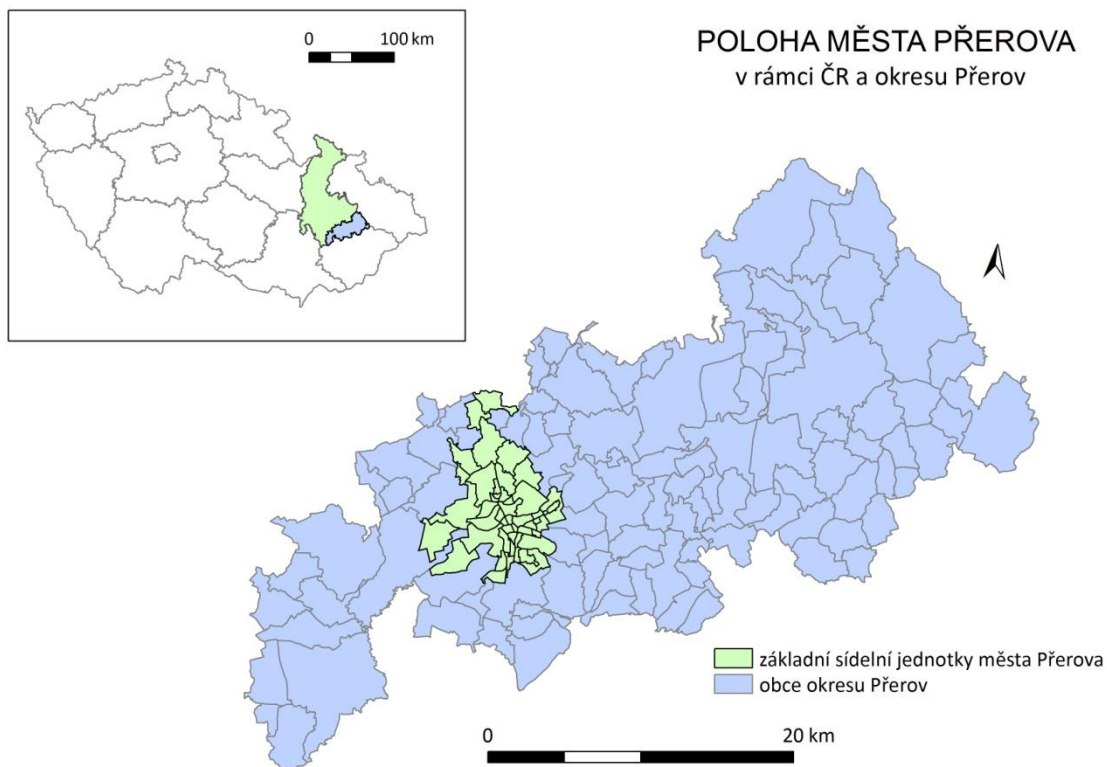 POLOHA MĚSTA PŘEROVA
v rámci ČR a okresu Přerov
0 100 km
základní sídelní jednotky města Přerova
obce okresu Přerov
0 20 km